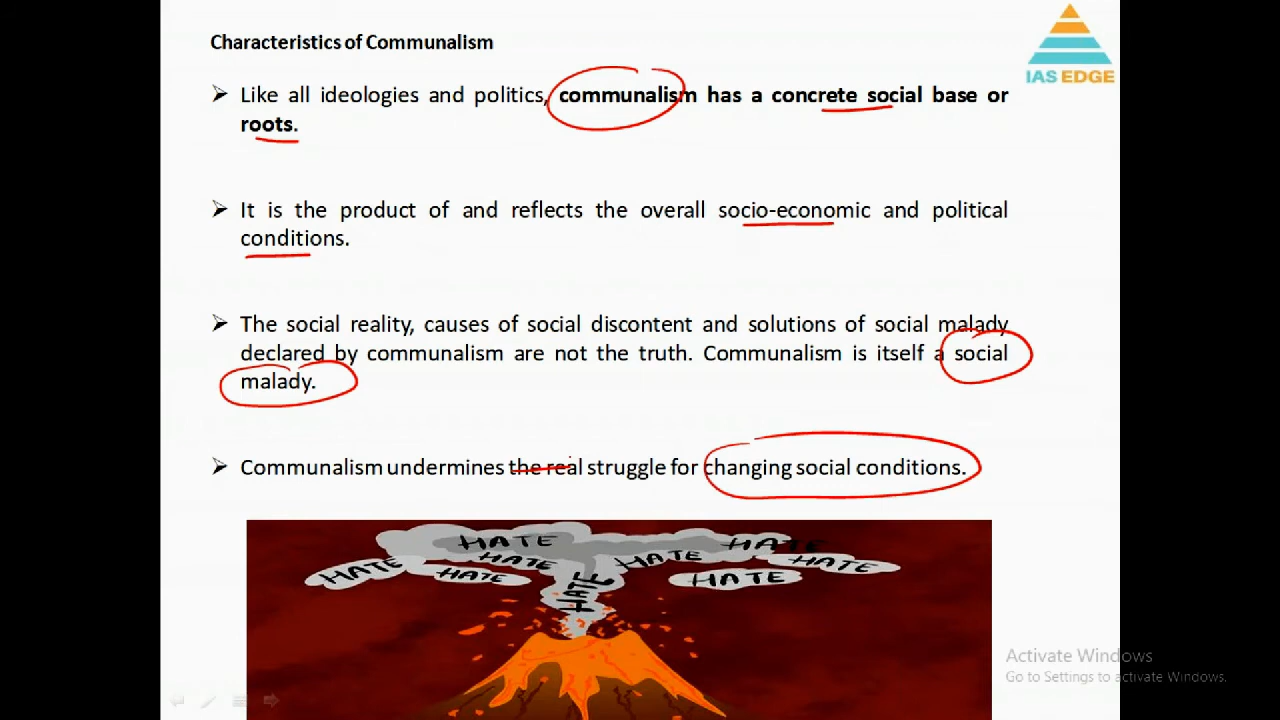 Characteristics of Communalism
IAS EDGE
➢ Like all ideologies and politics, communalism has a concrete social base or
roots.
➢ It is the product of and reflects the overall socio-economic and political
conditions.
➢ The social reality, causes of social discontent and solutions of social malady
declared by communalism are not the truth. Communalism is itself a social
malady.
➢ Communalism undermines the real struggle for changing social conditions.
HATE
HATE
HATE
HATE
HATE
HATE
HATE
HATE
HATE
Activate Windows
Go to Settings to activate Windows.